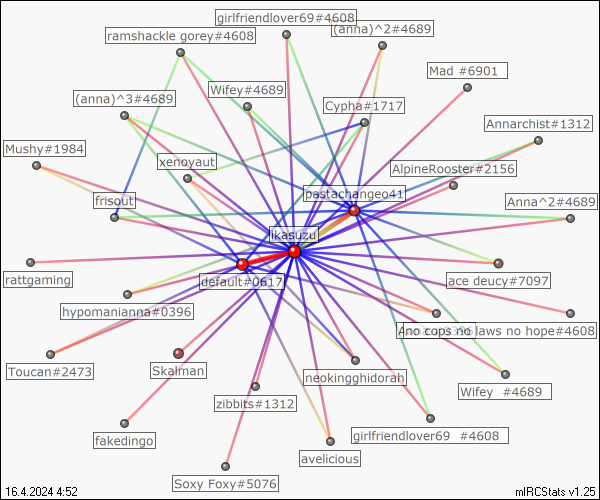 girlfriendlover69#4608
(anna)^2#4689
ramshackle gorey#4608
Mad #6901
Wifey#4689
(anna)^3#4689
Cypha#1717
Annarchist#1312
Mushy#1984
xenoyaut
AlpineRooster#2156
pastachangeo41
frisout
Anna^2#4689
ikasuzu
rattgaming
default#0617
ace deucy#7097
hypomanianna#0396
no cops no laws no hope#4608
Toucan#2473
Skalman
neokingghidorah
Wifey #4689
zibbits#1312
fakedingo
girlfriendlover69 #4608
avelicious
Soxy Foxy#5076
16.4.2024 4:52
mIRCStats v1.25